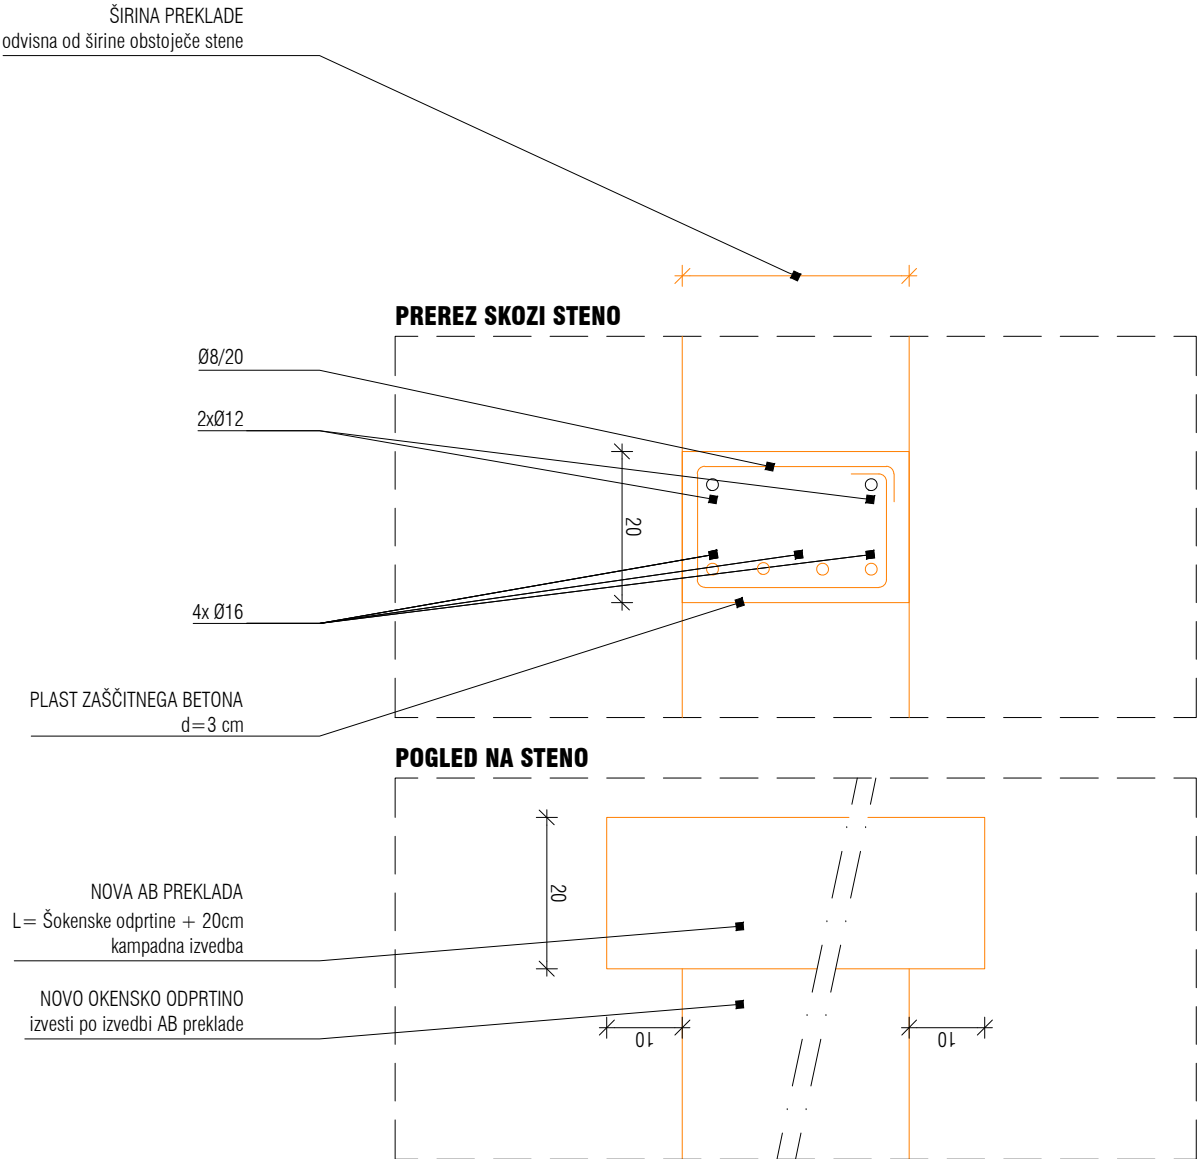 ŠIRINA PREKLADE
odvisna od širine obstoječe stene
PREREZ SKOZI STENO
Ø8/20
2xØ12
20
4x Ø16
PLAST ZAŠČITNEGA BETONA
d=3 cm
POGLED NA STENO
20
NOVA AB PREKLADA
L= Šokenske odprtine + 20cm
kampadna izvedba
NOVO OKENSKO ODPRTINO
izvesti po izvedbi AB preklade
10
10